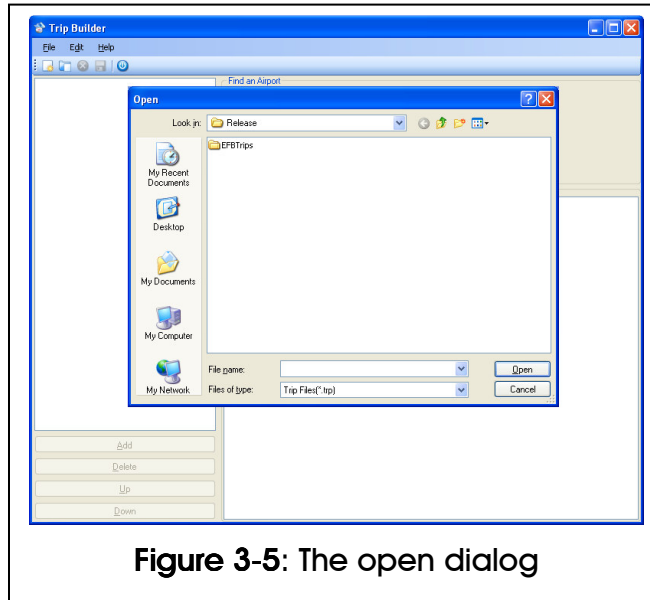 Trip Builder
File Edit Help
Find an Airport
Open
Look in: Release
EFBTrips
My Recent
Documents
Desktop
My Documents
My Computer
My Network
File name:
Open
Files of type: Trip Files(*.trp)
Cancel
Add
Delete
Up
Down
Figure 3-5: The open dialog